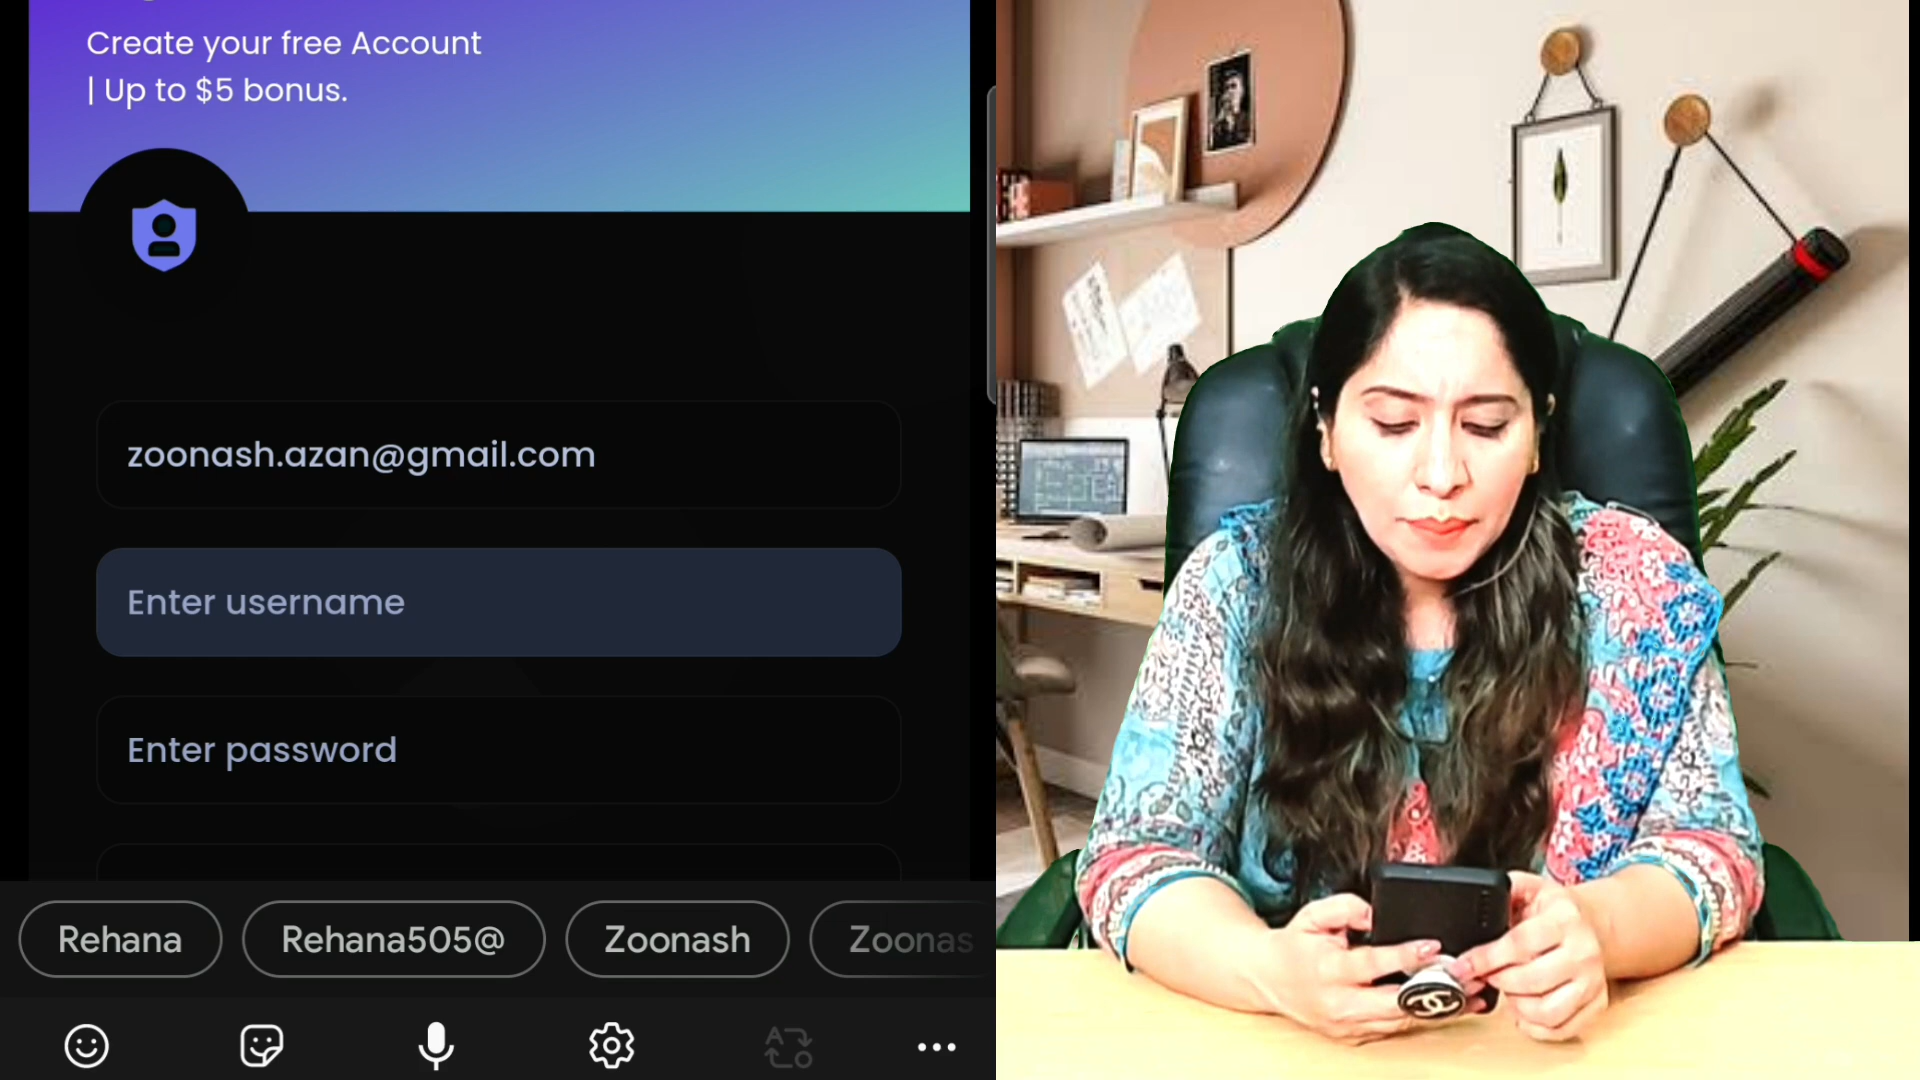 Create your free Account
| Up to $5 bonus.
zoonash.azan@gmail.com
Enter username
Enter password
Rehana
Rehana505@
Zoonash
Zoonas